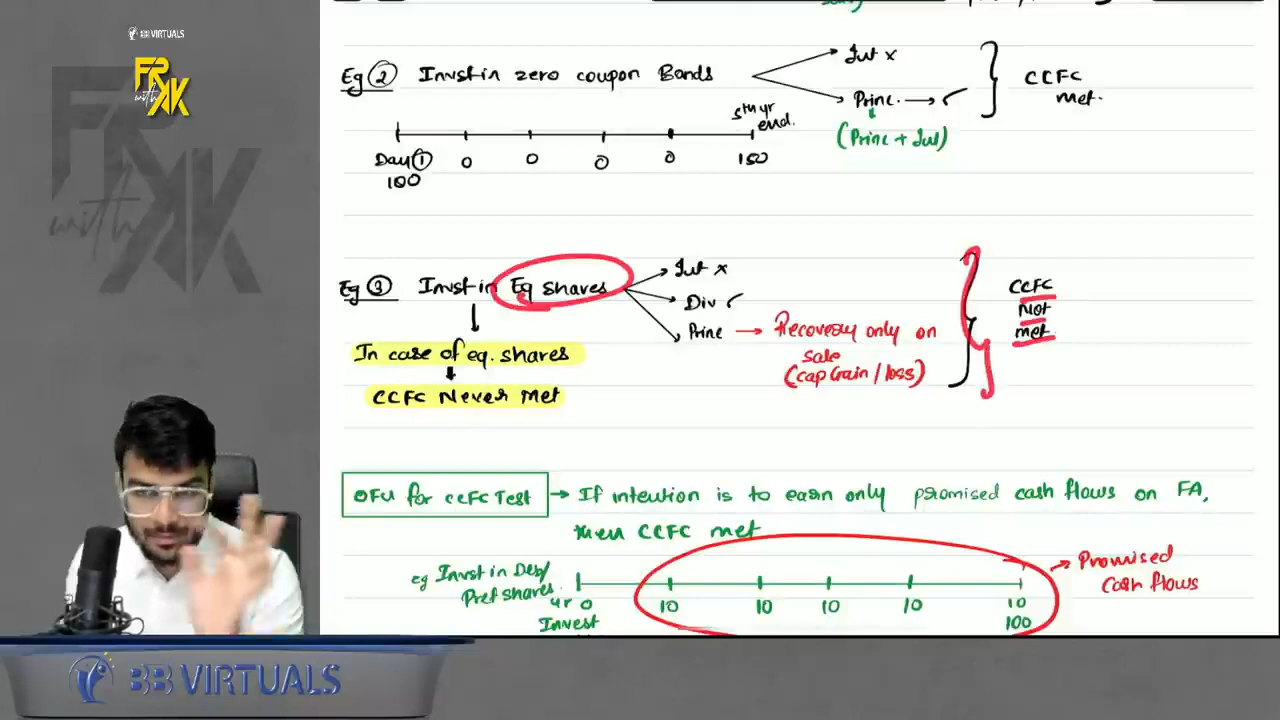 BB VIRTUALS
FR
with KK
Eg ② Invst in zero coupon Bonds
Int x
Princ. → ✓
(Princ + Int)
CCFC
met.
5th yr
end.
Day ① 0 0 0 0 150
100
Eg ③ Invst in Eq shares
Int x
Div ✓
Princ → Recovery only on
sale
(cap Gain / loss)
CCFC
Not
met.
In case of eq. shares
CCFC Never Met
OFU for CCFC Test → If intention is to earn only promised cash flows on FA,
then CCFC met
eg Invst in Deb/
Pref shares
yr 0 10 10 10 10 10
Invest 100
Promised
cash flows
BB VIRTUALS